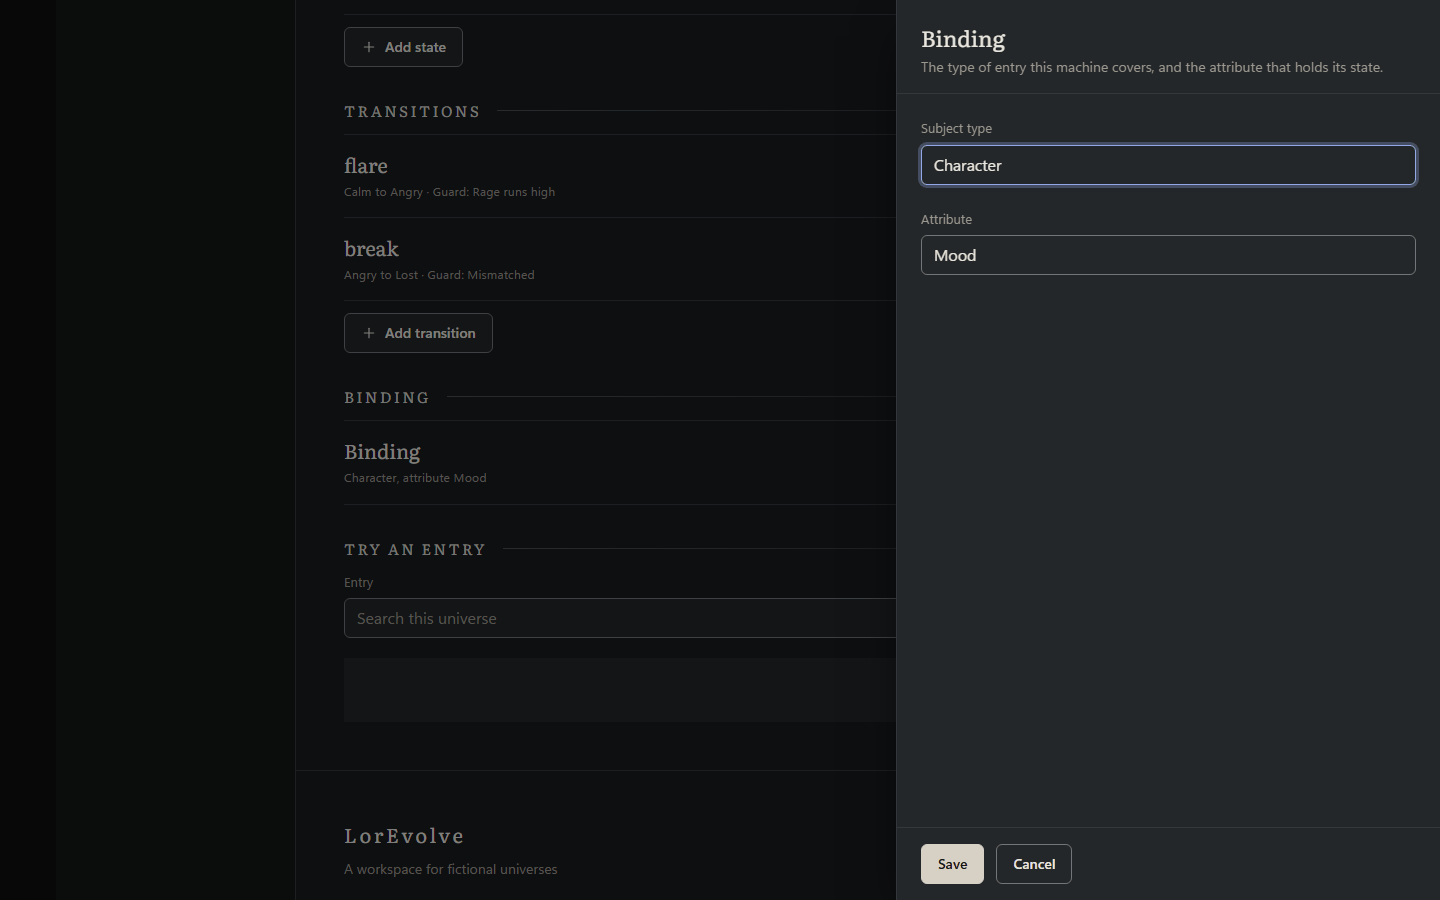 Add state
TRANSITIONS
flare
Calm to Angry · Guard: Rage runs high
break
Angry to Lost · Guard: Mismatched
Add transition
BINDING
Binding
Character, attribute Mood
TRY AN ENTRY
Entry
Search this universe
LorEvolve
A workspace for fictional universes
Binding
The type of entry this machine covers, and the attribute that holds its state.
Subject type
Character
Attribute
Mood
Save
Cancel